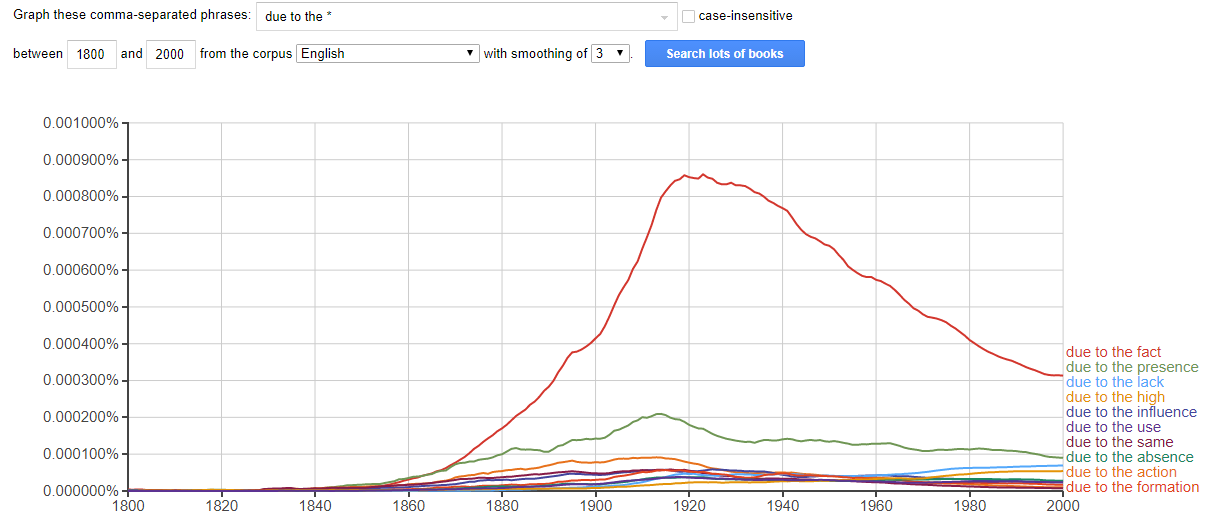 Graph these comma-separated phrases: due to the * case-insensitive
between 1800 and 2000 from the corpus English with smoothing of 3. Search lots of books
0.001000%
0.000900%
0.000800%
0.000700%
0.000600%
0.000500%
0.000400%
0.000300%
0.000200%
0.000100%
0.000000%
1800 1820 1840 1860 1880 1900 1920 1940 1960 1980 2000
due to the fact
due to the presence
due to the lack
due to the high
due to the influence
due to the use
due to the same
due to the absence
due to the action
due to the formation